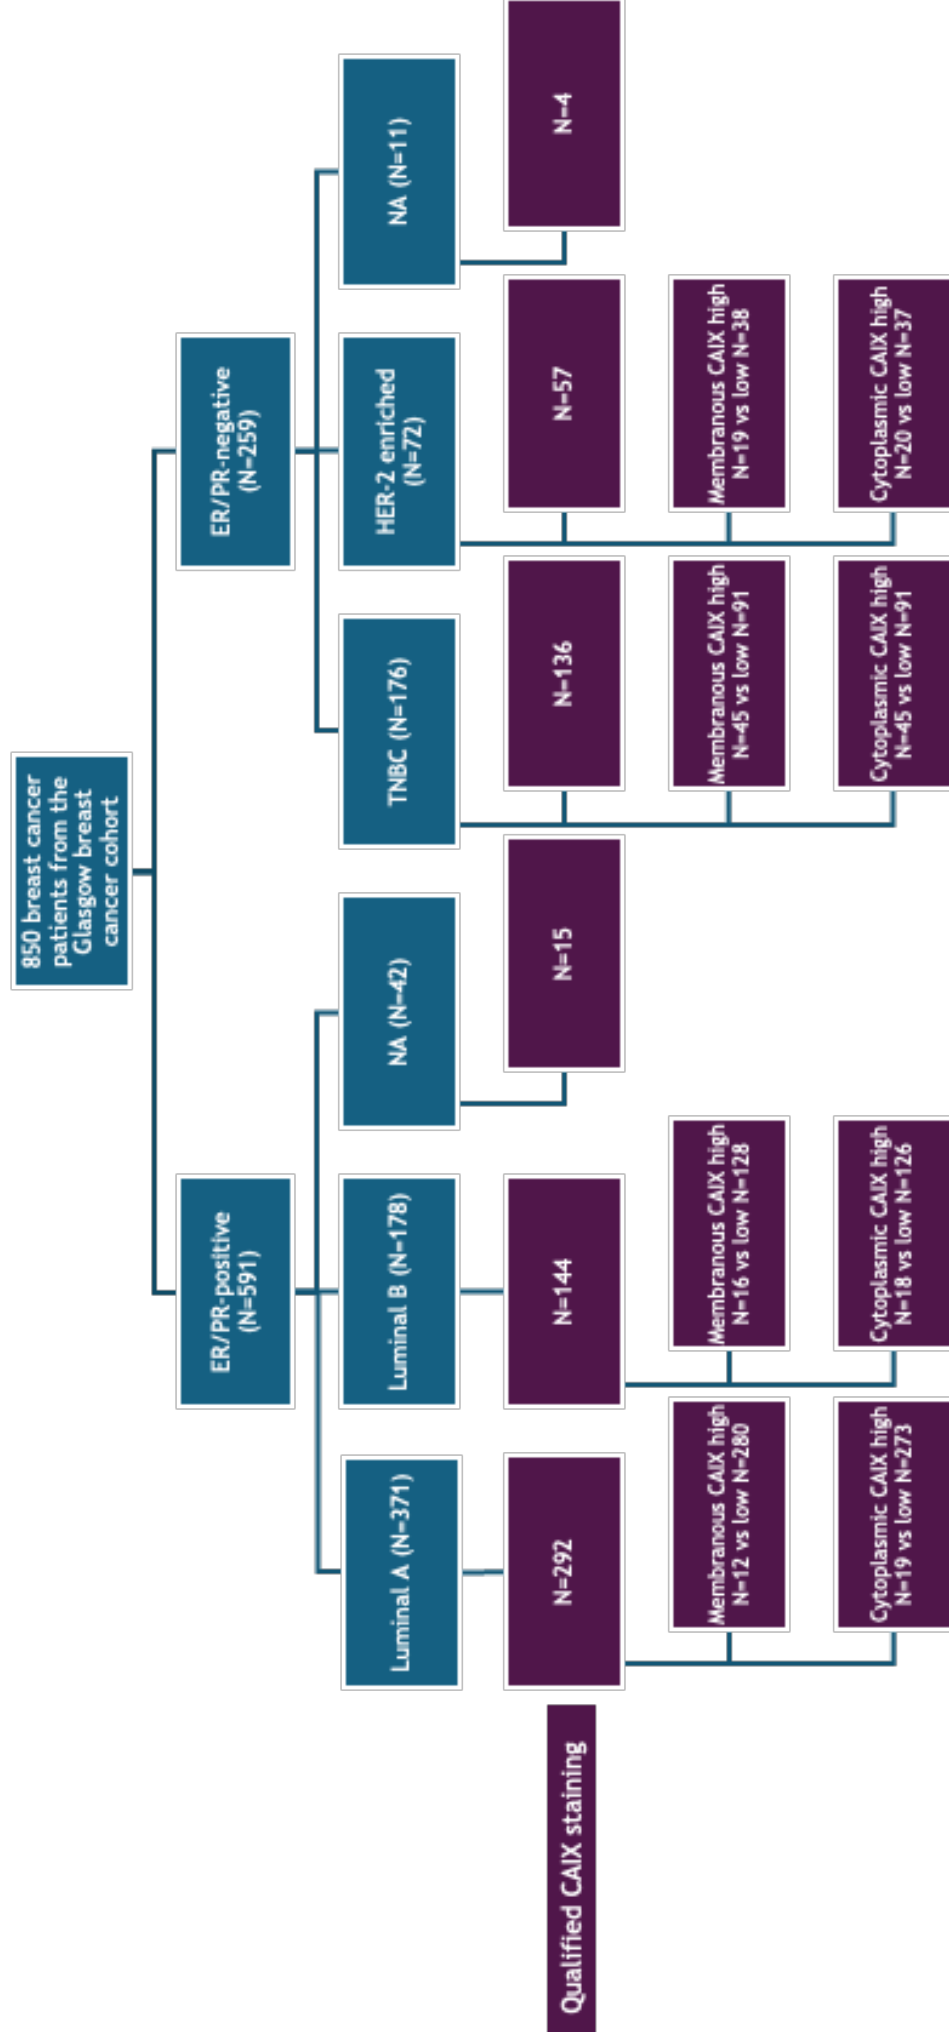 850 breast cancer
patients from the
Glasgow breast
cancer cohort
ER/PR-positive
(N=591)
ER/PR-negative
(N=259)
Luminal A (N=371)
Luminal B (N=178)
NA (N=42)
TNBC (N=176)
HER-2 enriched
(N=72)
NA (N=11)
Qualified CAIX staining
N=292
N=144
N=15
N=136
N=57
N=4
Membranous CAIX high
N=12 vs low N=280
Membranous CAIX high
N=16 vs low N=128
Membranous CAIX high
N=45 vs low N=91
Membranous CAIX high
N=19 vs low N=38
Cytoplasmic CAIX high
N=19 vs low N=273
Cytoplasmic CAIX high
N=18 vs low N=126
Cytoplasmic CAIX high
N=45 vs low N=91
Cytoplasmic CAIX high
N=20 vs low N=37